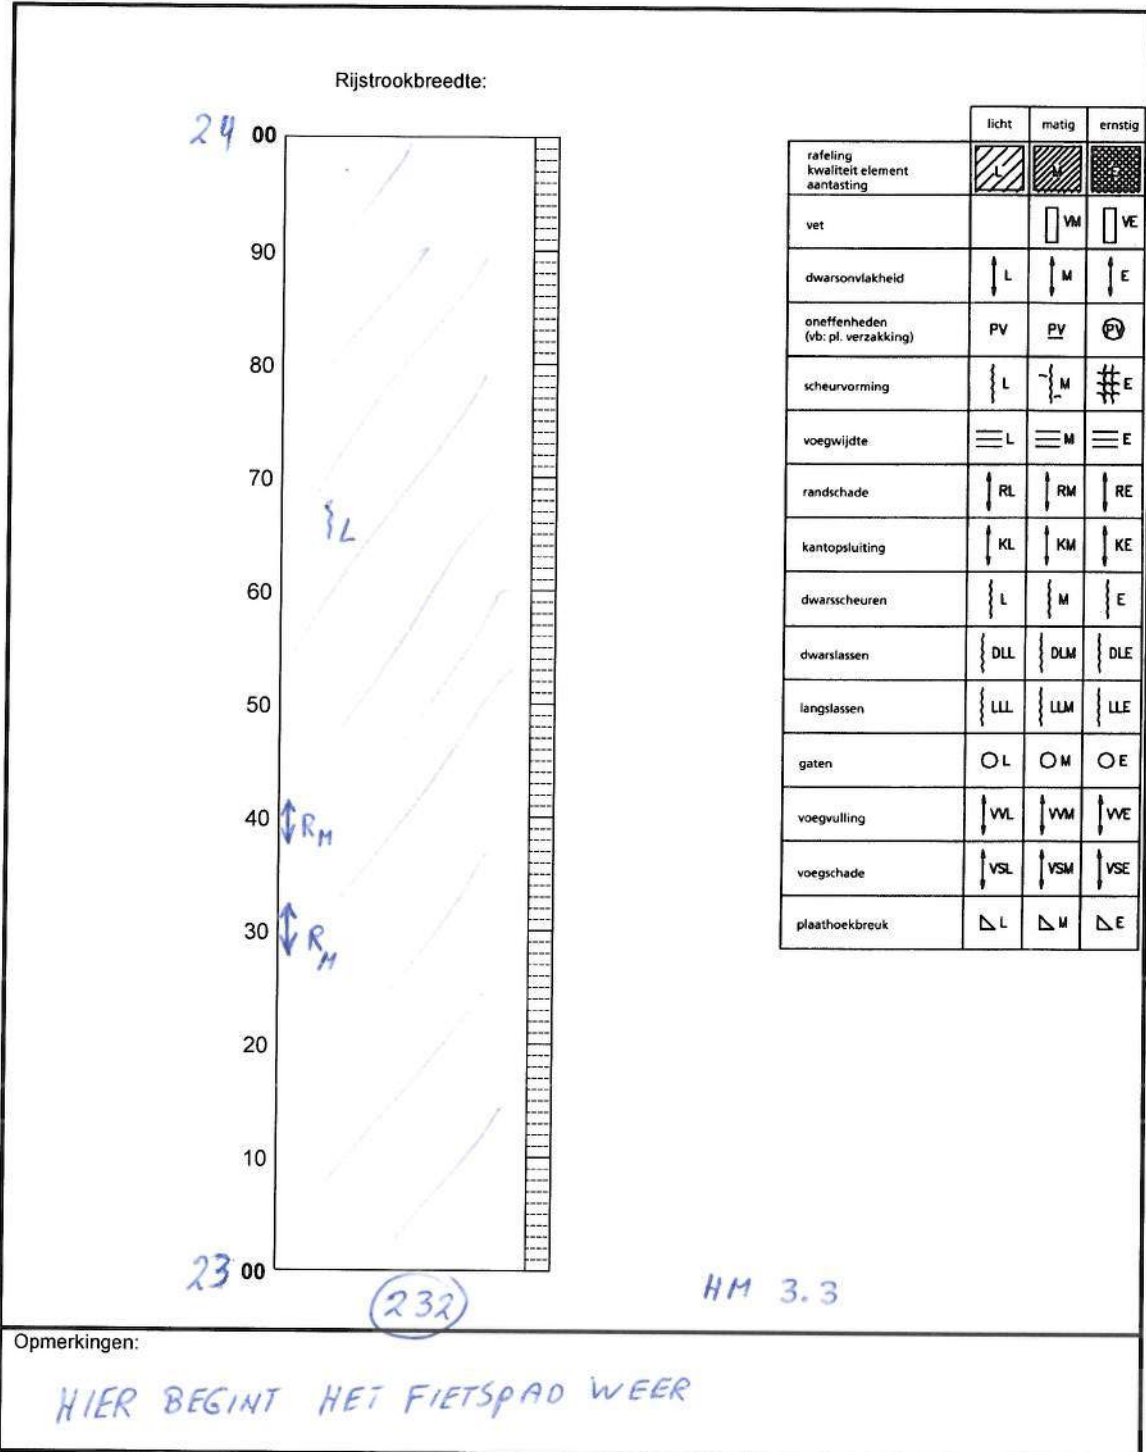 Rijstrookbreedte:
24 00
90
80
70
L
60
50
40 RM
30 RM
20
10
23 00
232
HM 3.3
licht matig ernstig
rafeling
kwaliteit element
aantasting
L M E
vet VM VE
dwarsonvlakheid L M E
oneffenheden
(vb: pl. verzakking) PV PV PV
scheurvorming L M E
voegwijdte L M E
randschade RL RM RE
kantopsluiting KL KM KE
dwarsscheuren L M E
dwarslassen DLL DLM DLE
langslassen LLL LLM LLE
gaten L M E
voegvulling VVL VVM VVE
voegschade VSL VSM VSE
plaathoekbreuk L M E
Opmerkingen:
HIER BEGINT HET FIETSPAD WEER